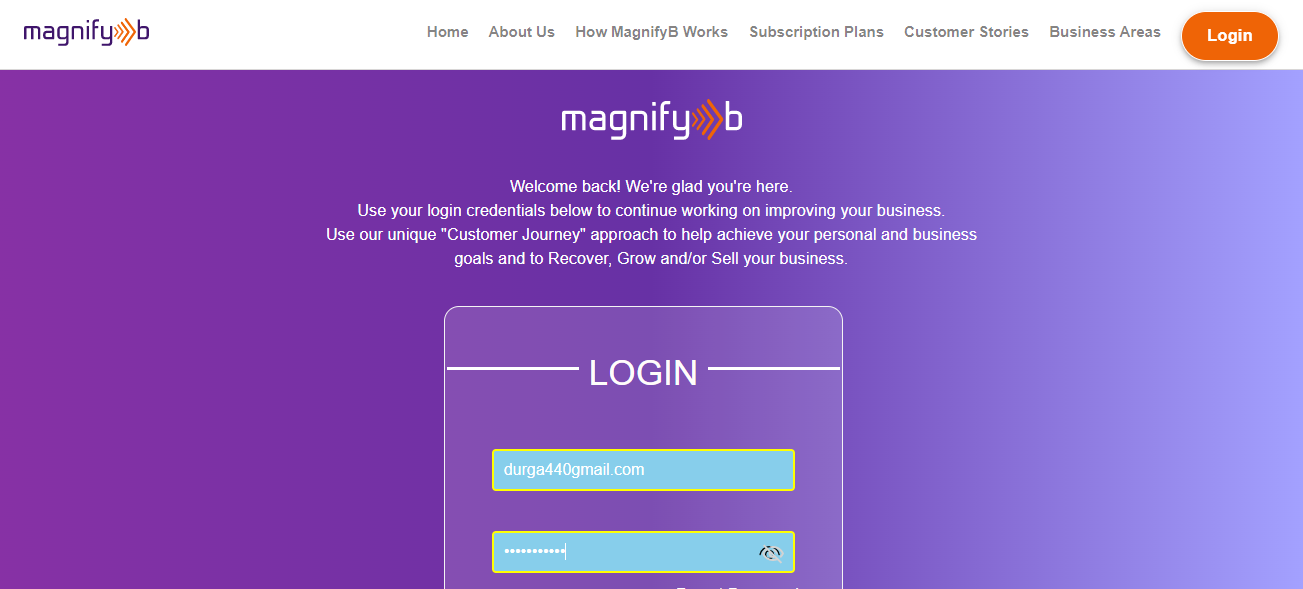 magnifyb
Home About Us How MagnifyB Works Subscription Plans Customer Stories Business Areas Login
magnifyb
Welcome back! We're glad you're here.
Use your login credentials below to continue working on improving your business.
Use our unique "Customer Journey" approach to help achieve your personal and business
goals and to Recover, Grow and/or Sell your business.
LOGIN
durga440gmail.com
•••••••••••